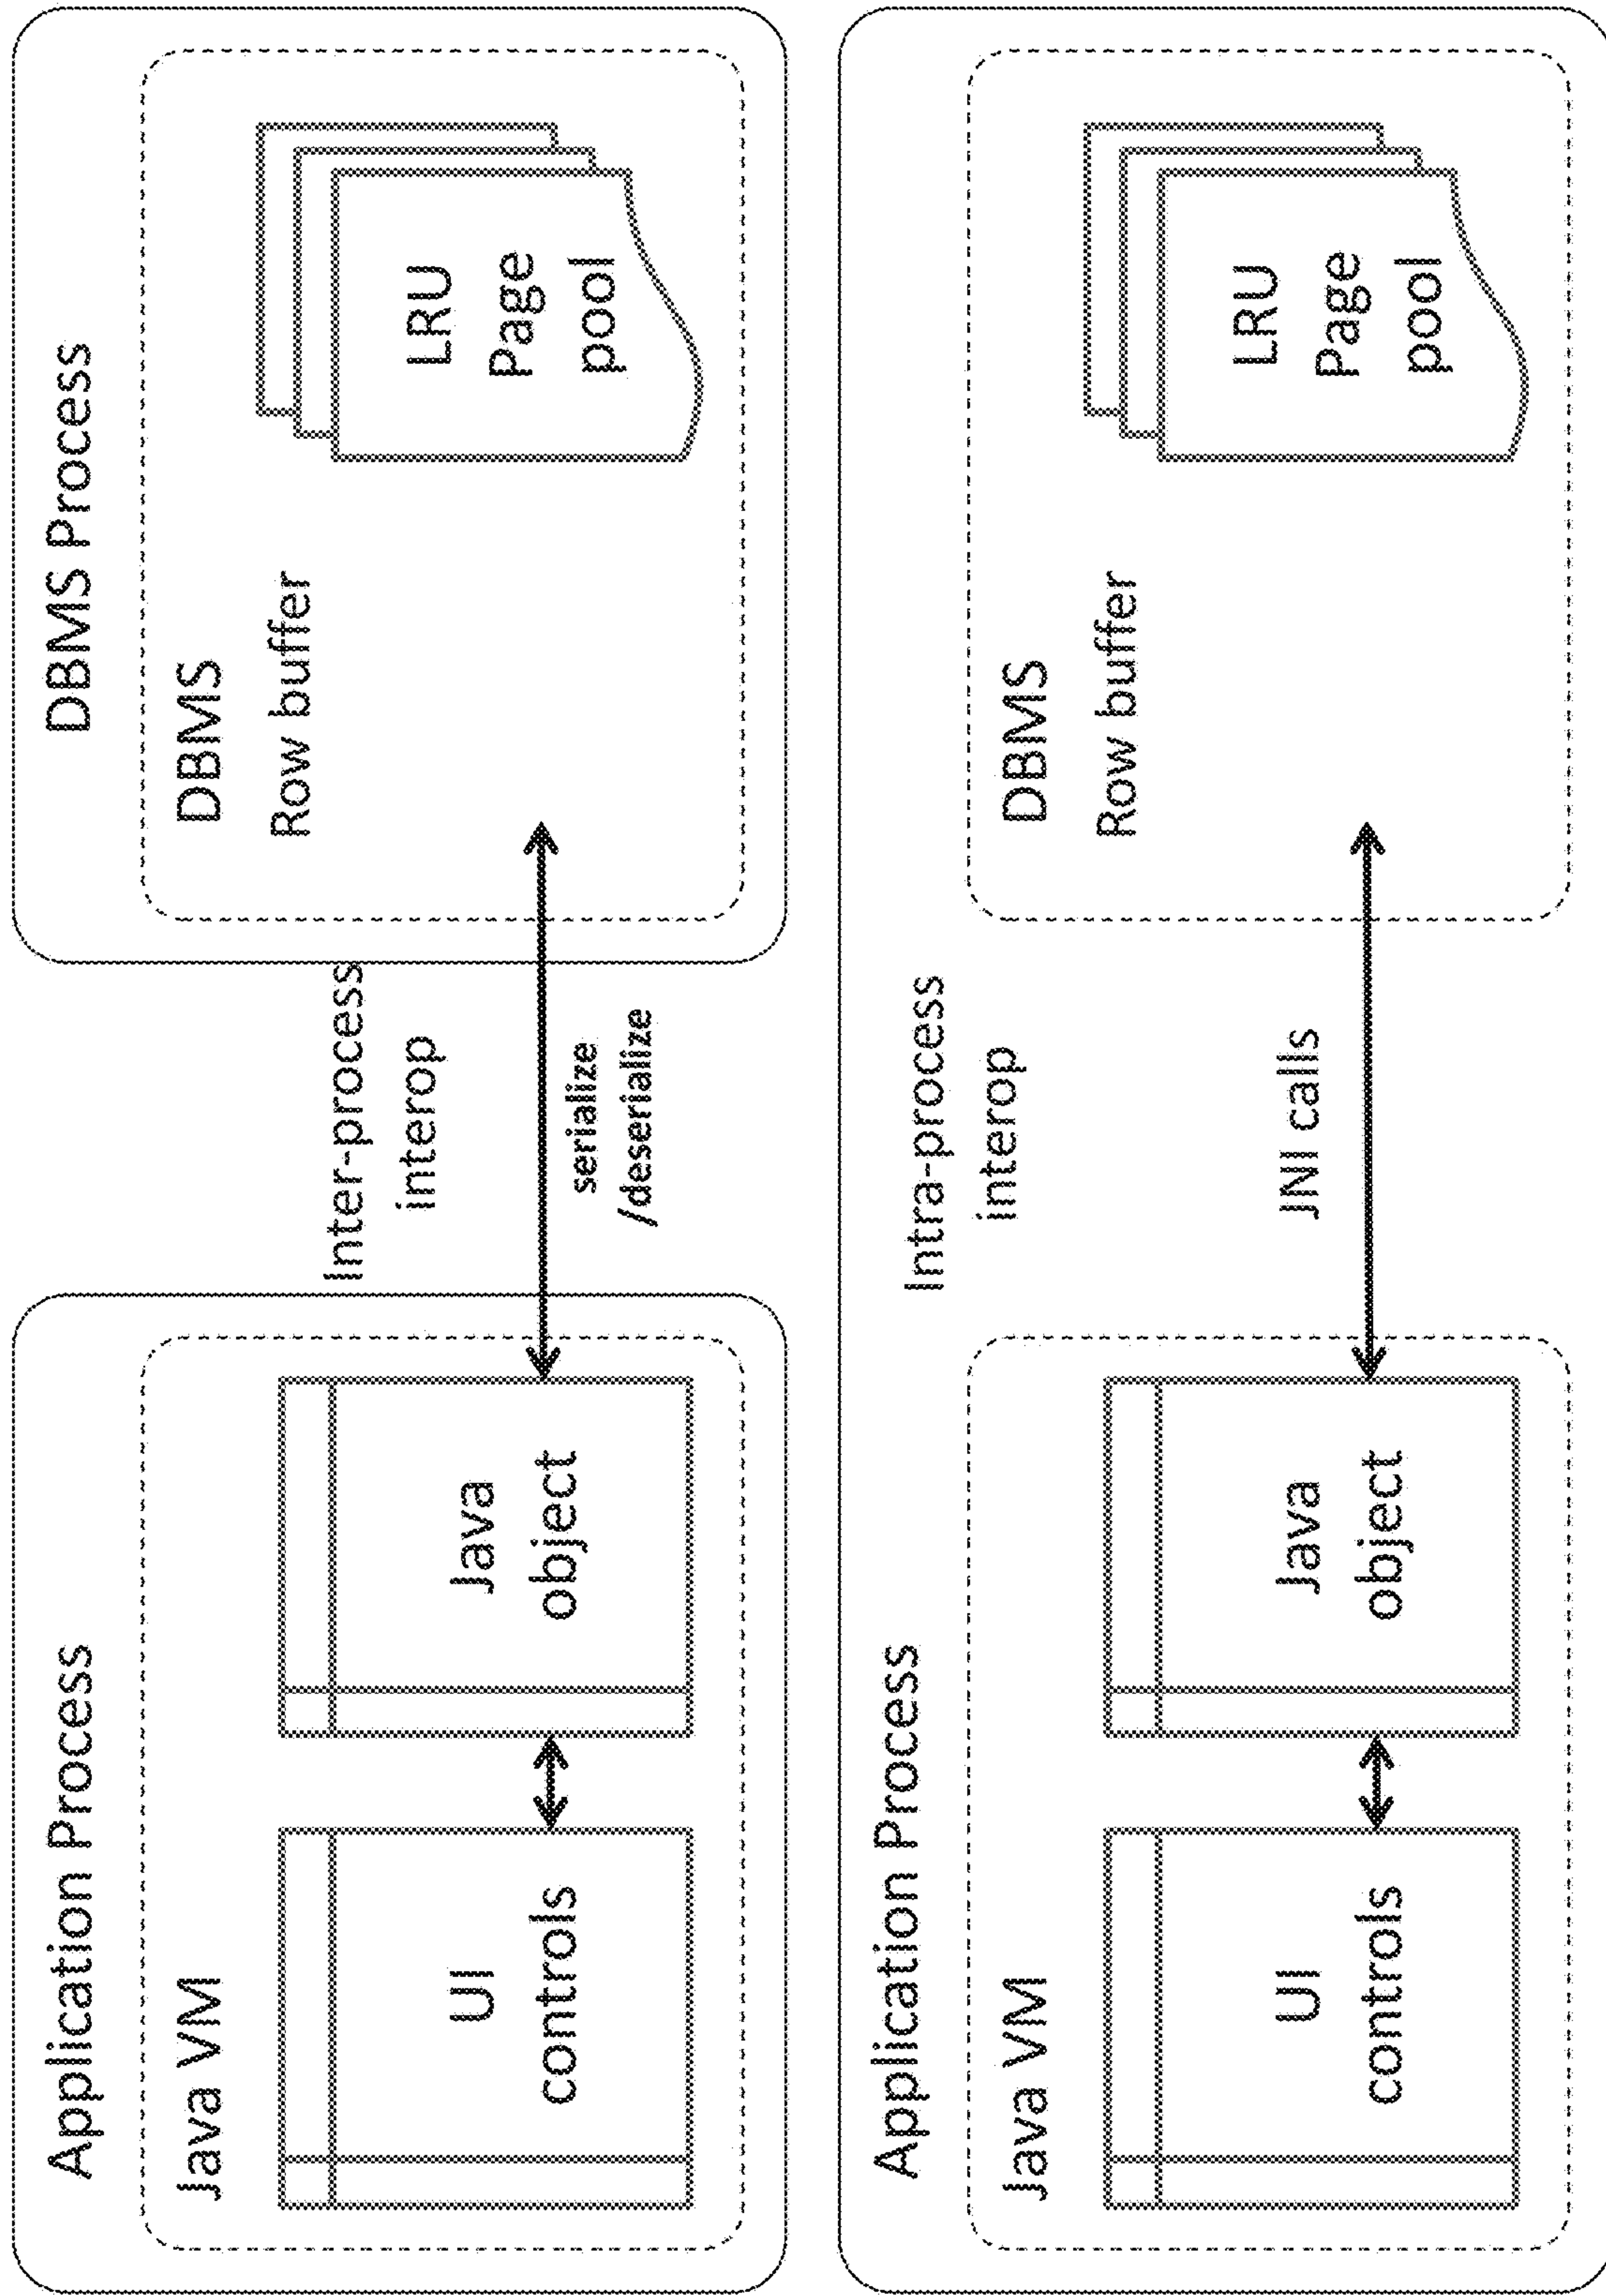 Application Process
Java VM
UI
controls
Java
object
Inter-process
interop
serialize
/deserialize
DBMS Process
DBMS
Row buffer
LRU
Page
pool
Application Process
Java VM
UI
controls
Java
object
Intra-process
interop
JNI calls
DBMS
Row buffer
LRU
Page
pool